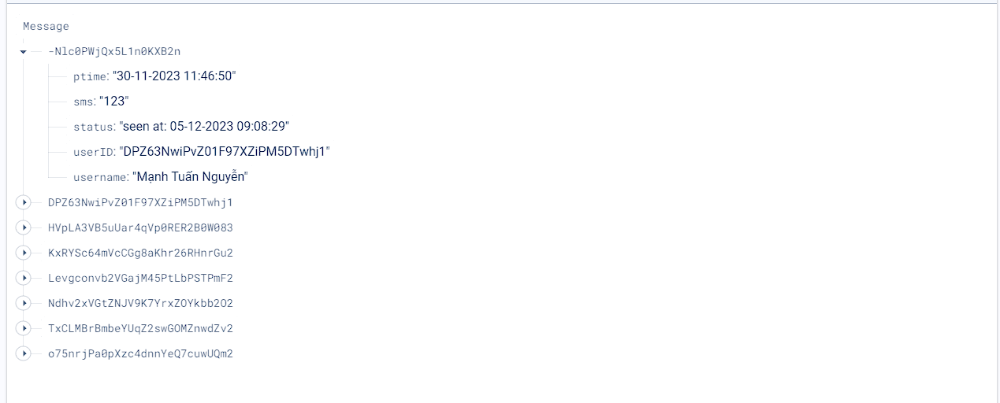 Message
-Nlc0PWjQx5L1n0KXB2n
ptime: "30-11-2023 11:46:50"
sms: "123"
status: "seen at: 05-12-2023 09:08:29"
userID: "DPZ63NwiPvZ01F97XZiPM5DTwhj1"
username: "Mạnh Tuấn Nguyễn"
DPZ63NwiPvZ01F97XZiPM5DTwhj1
HVpLA3VB5uUar4qVp0RER2B0W083
KxRYSc64mVcCGg8aKhr26RHnrGu2
Levgconvb2VGajM45PtLbPSTPmF2
Ndhv2xVGtZNJV9K7YrxZOYkbb2O2
TxCLMBrBmbeYUqZ2swGOMZnwdZv2
o75nrjPa0pXzc4dnnYeQ7cuwUQm2